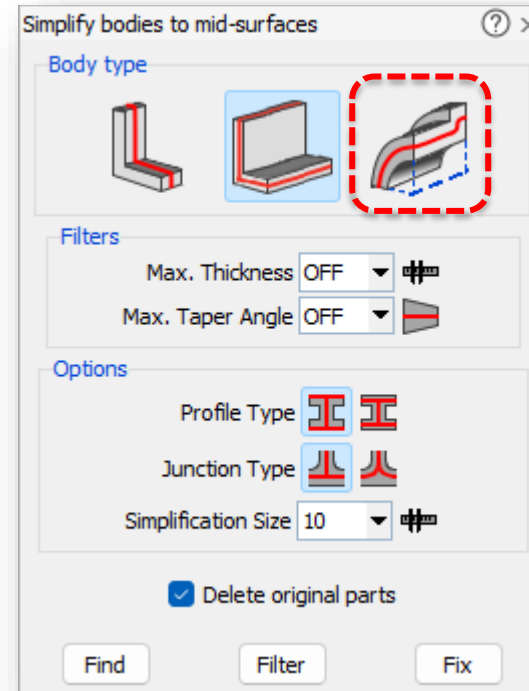 Simplify bodies to mid-surfaces
Body type
Filters
Max. Thickness OFF
Max. Taper Angle OFF
Options
Profile Type
Junction Type
Simplification Size 10
Delete original parts
Find Filter Fix